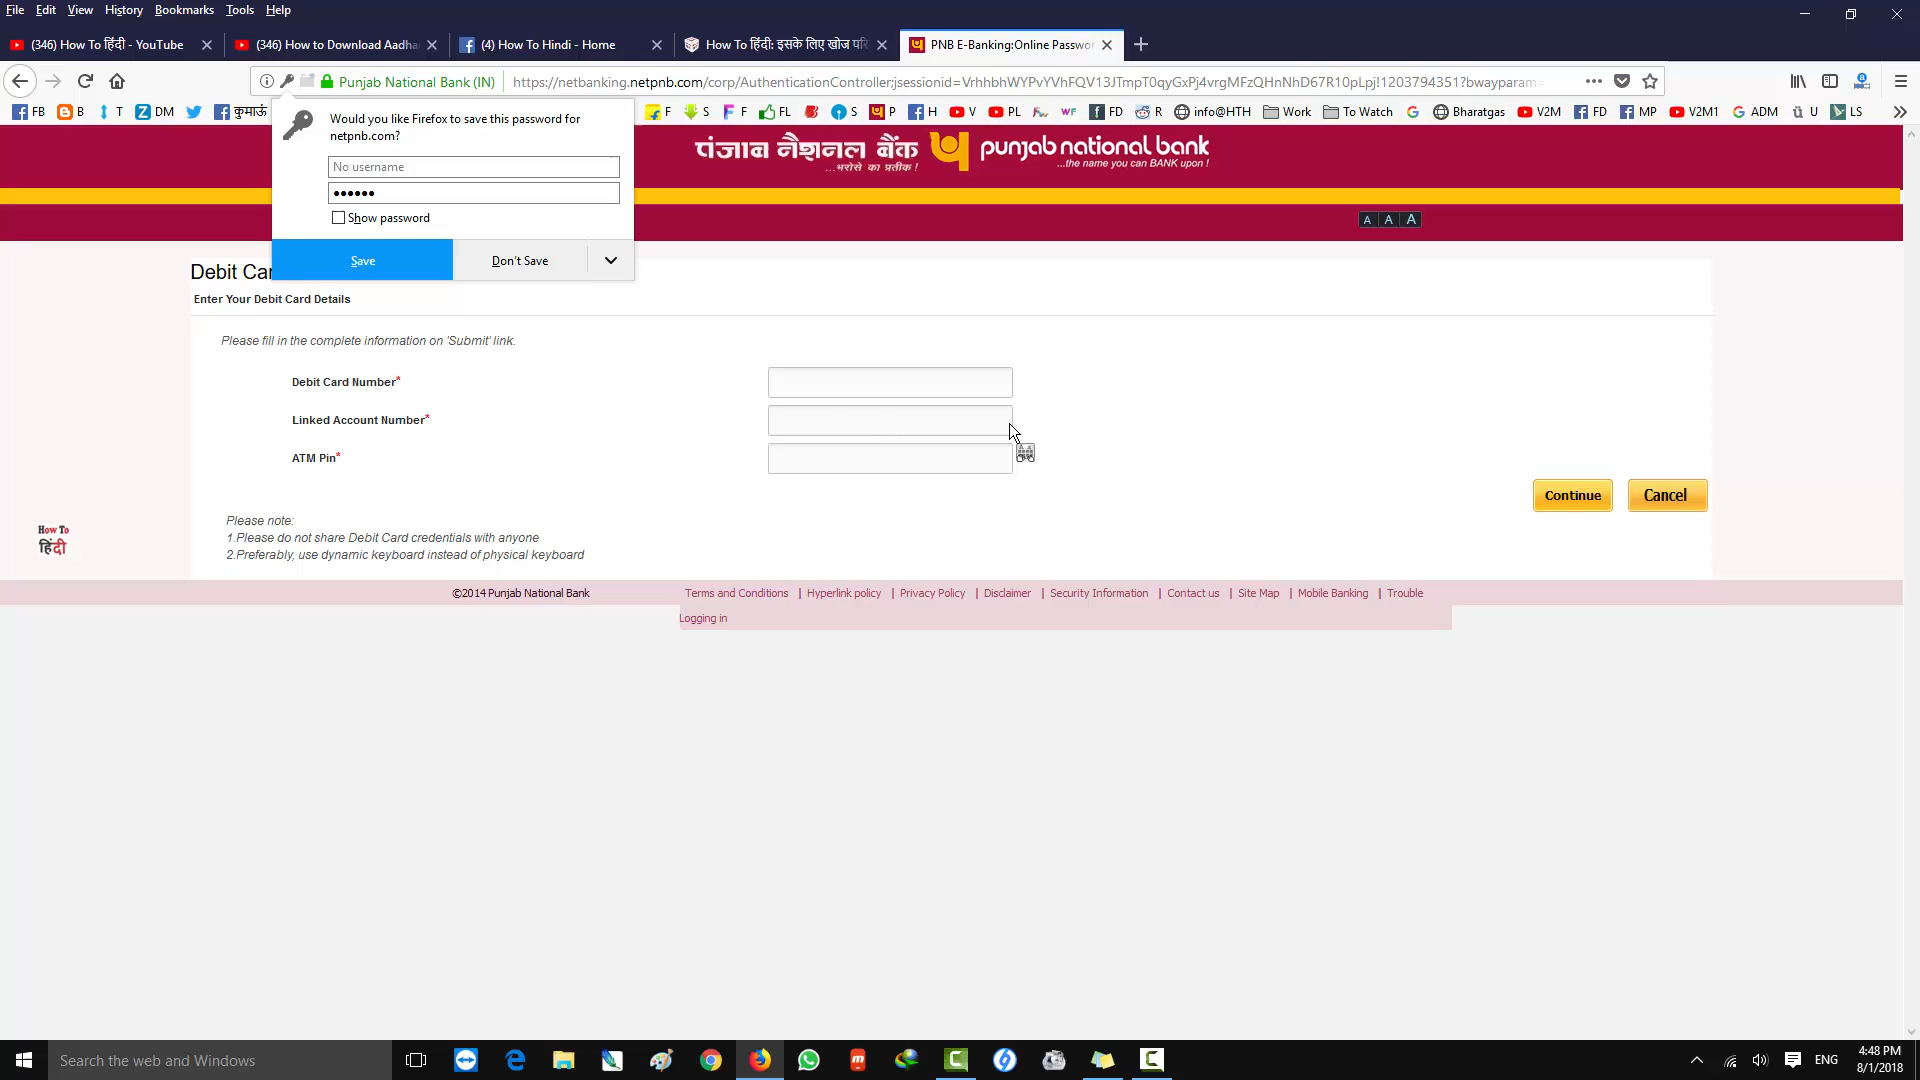 File Edit View History Bookmarks Tools Help
(346) How To हिंदी - YouTube
(346) How to Download Aadha
(4) How To Hindi - Home
How To हिंदी: इसके लिए खोज परि
PNB E-Banking:Online Passwor
Punjab National Bank (IN)
https://netbanking.netpnb.com/corp/AuthenticationController;jsessionid=VrhhbhWYPvYVhFQV13JTmpT0qyGxPj4vrgMFzQHnNhD67R10pLpj!1203794351?bwayparam=
FB B T DM कुमाऊं F S F FL S P H V PL WF FD R info@HTH Work To Watch Bharatgas V2M FD MP V2M1 ADM U LS
Would you like Firefox to save this password for
netpnb.com?
No username
Show password
Save Don't Save
पंजाब नैशनल बैंक
...भरोसे का प्रतीक !
punjab national bank
...the name you can BANK upon !
A A A
Debit Car
Enter Your Debit Card Details
Please fill in the complete information on 'Submit' link.
Debit Card Number*
Linked Account Number*
ATM Pin*
Continue Cancel
How To
हिंदी
Please note:
1.Please do not share Debit Card credentials with anyone
2.Preferably, use dynamic keyboard instead of physical keyboard
©2014 Punjab National Bank
Terms and Conditions | Hyperlink policy | Privacy Policy | Disclaimer | Security Information | Contact us | Site Map | Mobile Banking | Trouble
Logging in
Search the web and Windows
ENG
4:48 PM
8/1/2018